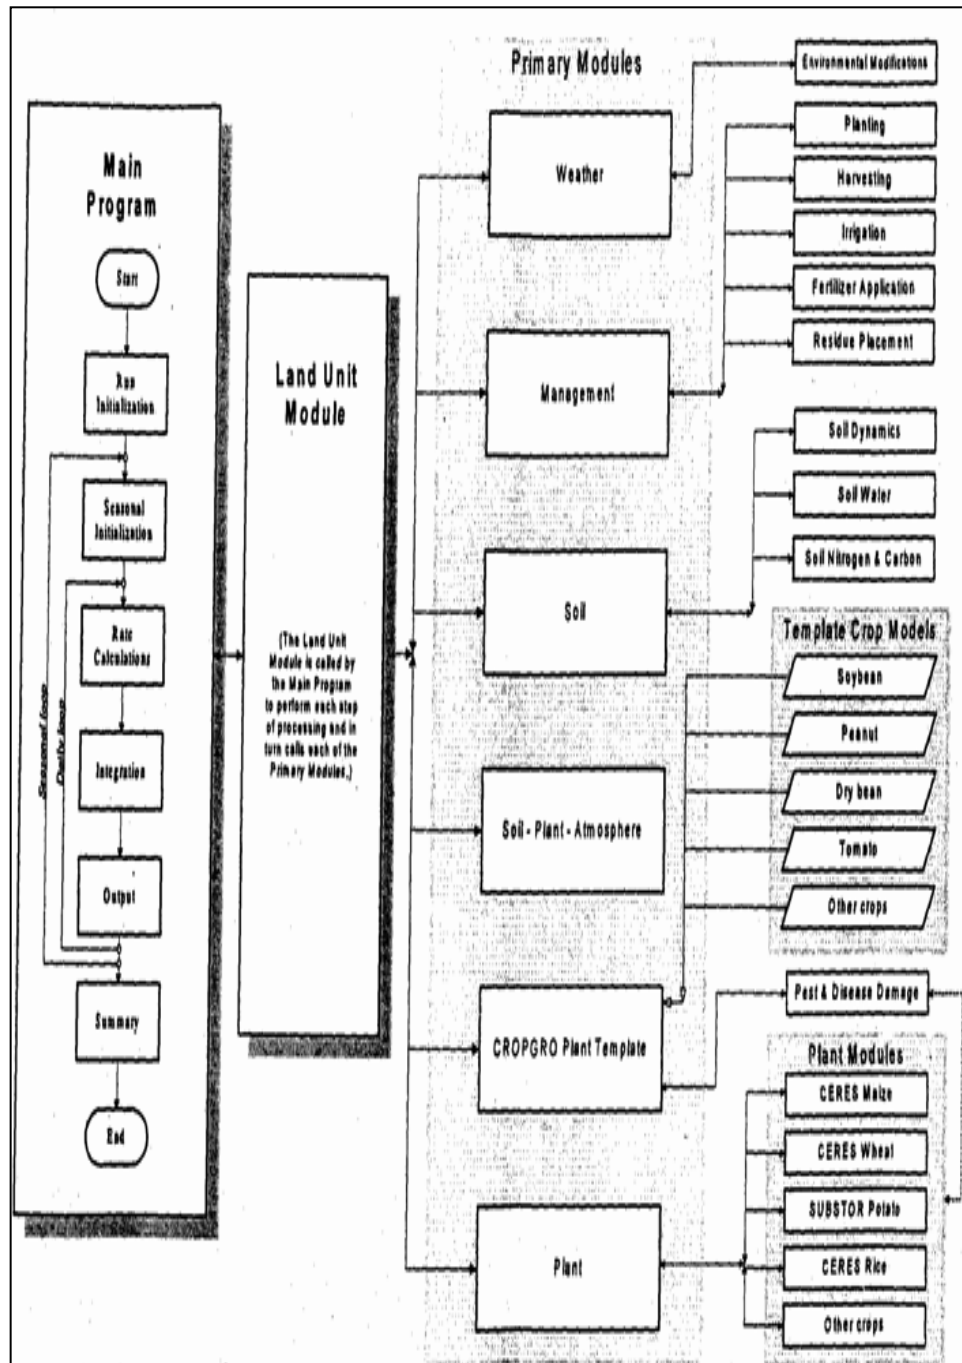 Main
Program
Start
Run
Initialization
Seasonal
Initialization
Rate
Calculations
Integration
Output
Summary
End
Seasonal loop
Daily loop
Land Unit
Module
(The Land Unit
Module is called by
the Main Program
to perform each step
of processing and in
turn calls each of the
Primary Modules.)
Primary Modules
Weather
Management
Soil
Soil - Plant - Atmosphere
CROPGRO Plant Template
Plant
Environmental Modifications
Planting
Harvesting
Irrigation
Fertilizer Application
Residue Placement
Soil Dynamics
Soil Water
Soil Nitrogen & Carbon
Template Crop Models
Soybean
Peanut
Dry bean
Tomato
Other crops
Pest & Disease Damage
Plant Modules
CERES Maize
CERES Wheat
SUBSTOR Potato
CERES Rice
Other crops